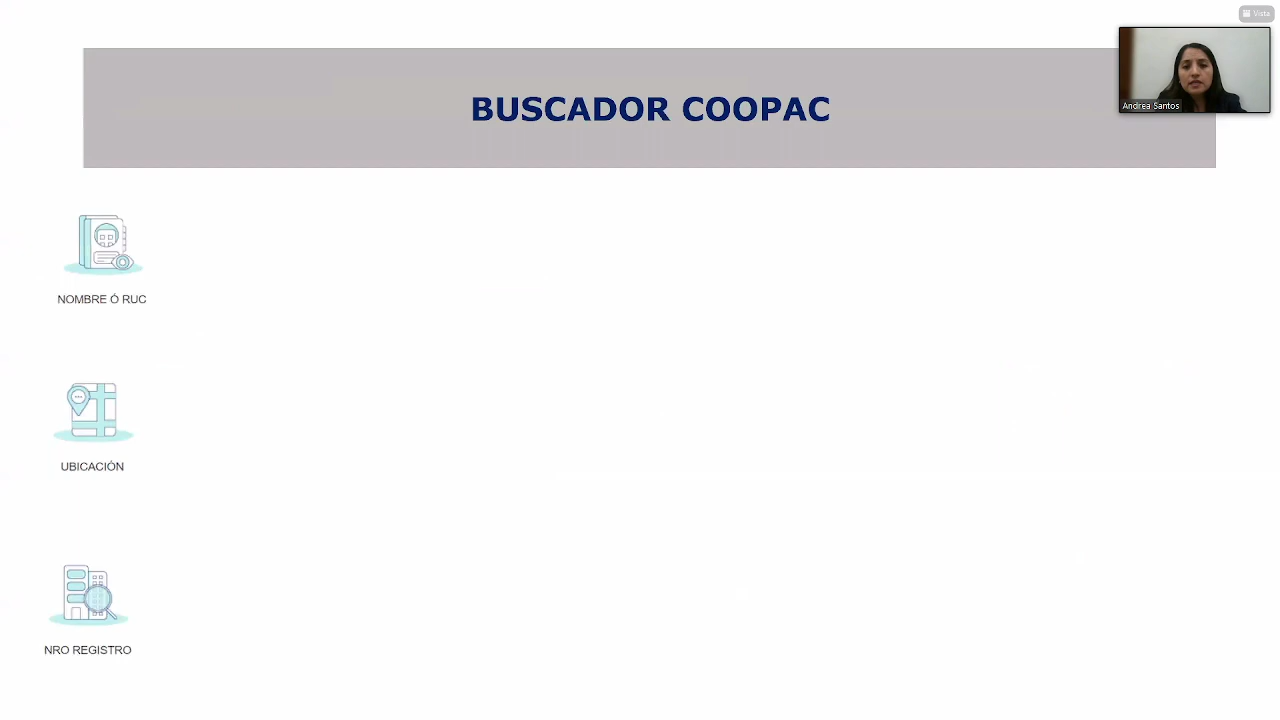 Vista
BUSCADOR COOPAC
Andrea Santos
NOMBRE Ó RUC
UBICACIÓN
NRO REGISTRO